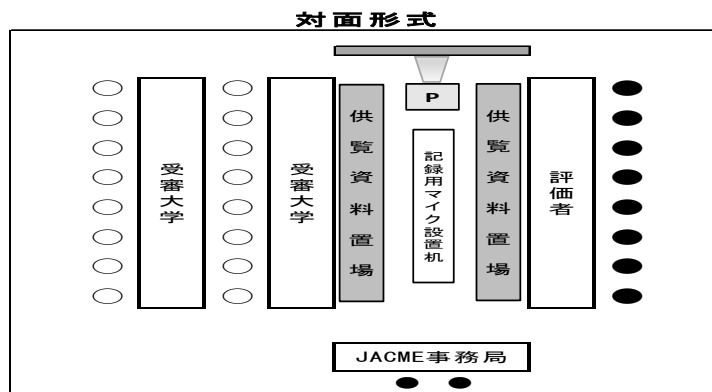 対面形式
P
受審大学
受審大学
供覧資料置場
記録用マイク設置机
供覧資料置場
評価者
JACME事務局